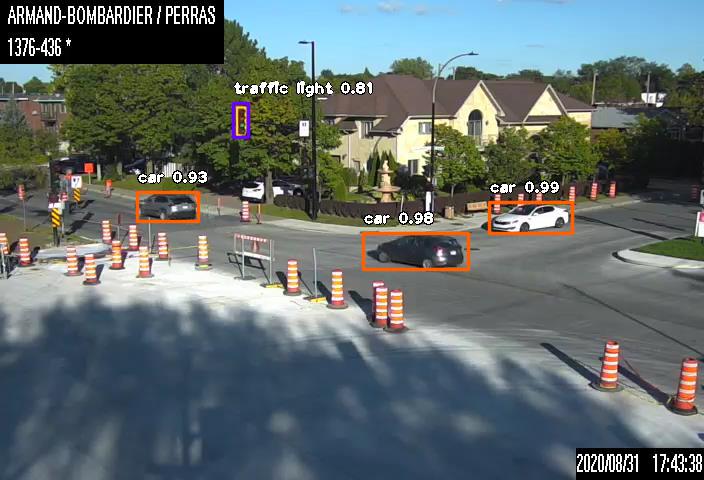 ARMAND-BOMBARDIER / PERRAS
1376-436 *
traffic light 0.81
car 0.93
car 0.99
car 0.98
2020/08/31 17:43:38